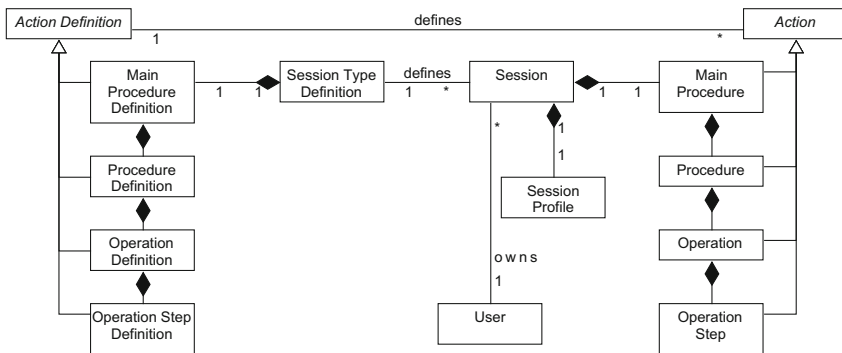 Action Definition
defines
Action
1
*
Main
Procedure
Definition
1
1
Session Type
Definition
defines
1
*
Session
1
1
Main
Procedure
*
1
1
Procedure
Definition
Session
Profile
Procedure
Operation
Definition
Operation
owns
1
Operation Step
Definition
User
Operation
Step